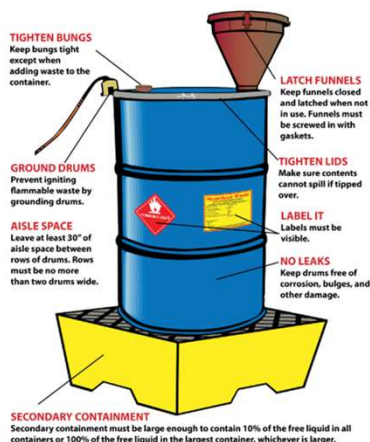 TIGHTEN BUNGS
Keep bungs tight
except when
adding waste to the
container.
LATCH FUNNELS
Keep funnels closed
and latched when not
in use. Funnels must
be screwed in with
gaskets.
GROUND DRUMS
Prevent igniting
flammable waste by
grounding drums.
TIGHTEN LIDS
Make sure contents
cannot spill if tipped
over.
AISLE SPACE
Leave at least 30" of
aisle space between
rows of drums. Rows
must be no more
than two drums wide.
LABEL IT
Labels must be
visible.
NO LEAKS
Keep drums free of
corrosion, bulges, and
other damage.
FLAMMABLE LIQUID
Hazardous Waste
SECONDARY CONTAINMENT
Secondary containment must be large enough to contain 10% of the free liquid in all
containers or 100% of the free liquid in the largest container, whichever is larger.